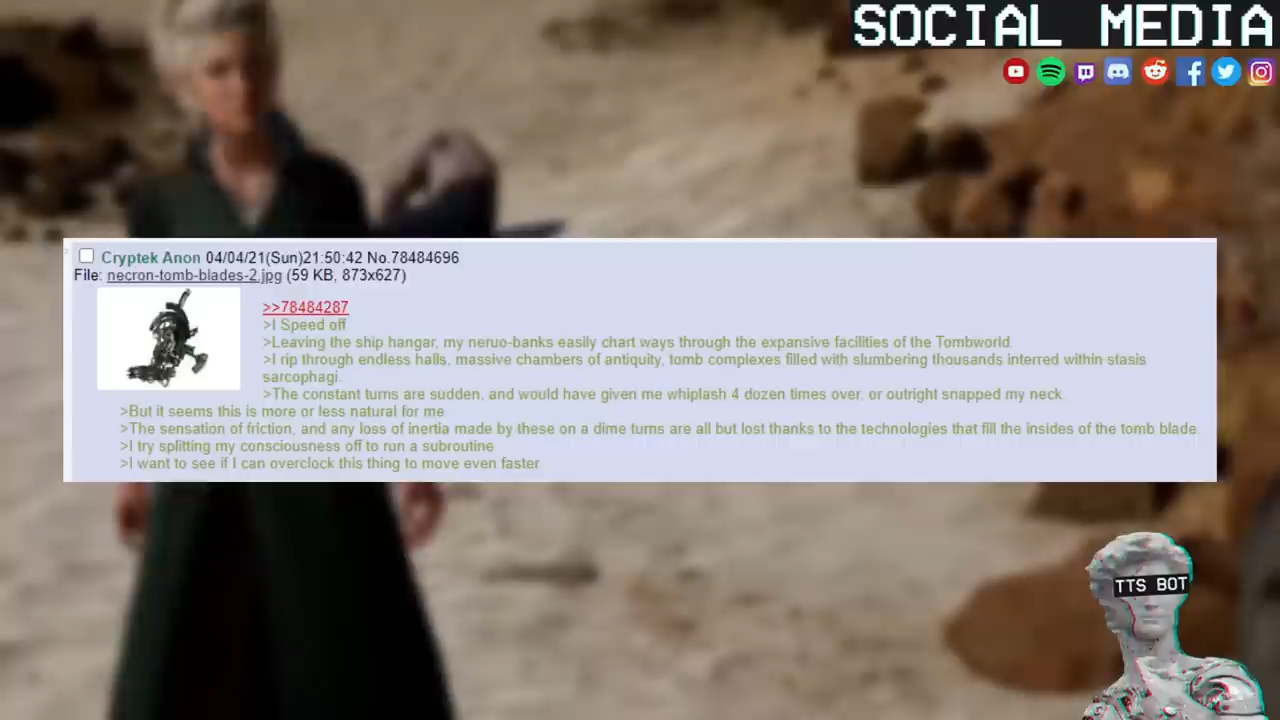 SOCIAL MEDIA
Cryptek Anon 04/04/21(Sun)21:50:42 No.78484696
File: necron-tomb-blades-2.jpg (59 KB, 873x627)
>>78484287
>I Speed off
>Leaving the ship hangar, my neruo-banks easily chart ways through the expansive facilities of the Tombworld.
>I rip through endless halls, massive chambers of antiquity, tomb complexes filled with slumbering thousands interred within stasis
sarcophagi.
>The constant turns are sudden, and would have given me whiplash 4 dozen times over, or outright snapped my neck.
>But it seems this is more or less natural for me
>The sensation of friction, and any loss of inertia made by these on a dime turns are all but lost thanks to the technologies that fill the insides of the tomb blade.
>I try splitting my consciousness off to run a subroutine
>I want to see if I can overclock this thing to move even faster
TTS BOT